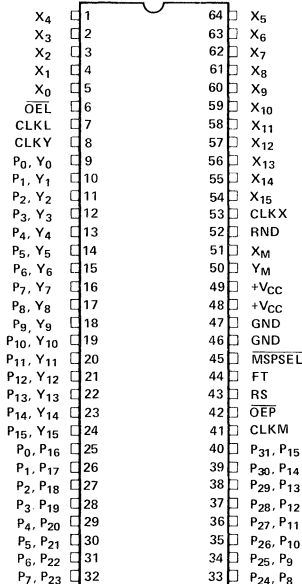 X₄ 1 64 X₅
X₃ 2 63 X₆
X₂ 3 62 X₇
X₁ 4 61 X₈
X₀ 5 60 X₉
O̅E̅L̅ 6 59 X₁₀
CLKL 7 58 X₁₁
CLKY 8 57 X₁₂
P₀, Y₀ 9 56 X₁₃
P₁, Y₁ 10 55 X₁₄
P₂, Y₂ 11 54 X₁₅
P₃, Y₃ 12 53 CLKX
P₄, Y₄ 13 52 RND
P₅, Y₅ 14 51 X_M
P₆, Y₆ 15 50 Y_M
P₇, Y₇ 16 49 +V_CC
P₈, Y₈ 17 48 +V_CC
P₉, Y₉ 18 47 GND
P₁₀, Y₁₀ 19 46 GND
P₁₁, Y₁₁ 20 45 M̅S̅P̅S̅E̅L̅
P₁₂, Y₁₂ 21 44 FT
P₁₃, Y₁₃ 22 43 RS
P₁₄, Y₁₄ 23 42 O̅E̅P̅
P₁₅, Y₁₅ 24 41 CLKM
P₀, P₁₆ 25 40 P₃₁, P₁₅
P₁, P₁₇ 26 39 P₃₀, P₁₄
P₂, P₁₈ 27 38 P₂₉, P₁₃
P₃ P₁₉ 28 37 P₂₈, P₁₂
P₄, P₂₀ 29 36 P₂₇, P₁₁
P₅, P₂₁ 30 35 P₂₆, P₁₀
P₆, P₂₂ 31 34 P₂₅, P₉
P₇, P₂₃ 32 33 P₂₄, P₈